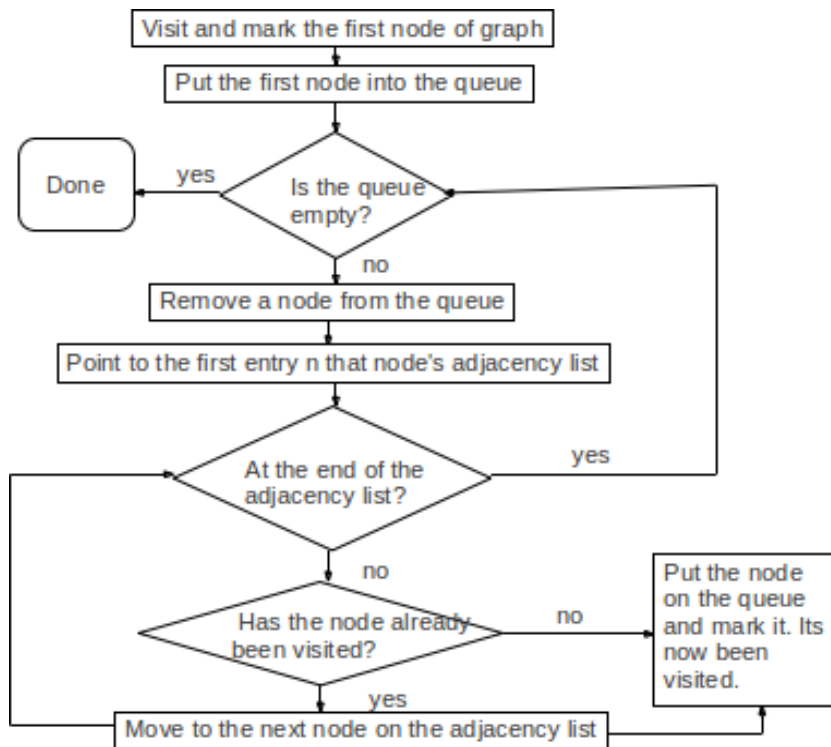 Visit and mark the first node of graph
Put the first node into the queue
Done
yes
Is the queue
empty?
no
Remove a node from the queue
Point to the first entry n that node's adjacency list
At the end of the
adjacency list?
yes
no
Has the node already
been visited?
no
Put the node
on the queue
and mark it. Its
now been
visited.
yes
Move to the next node on the adjacency list